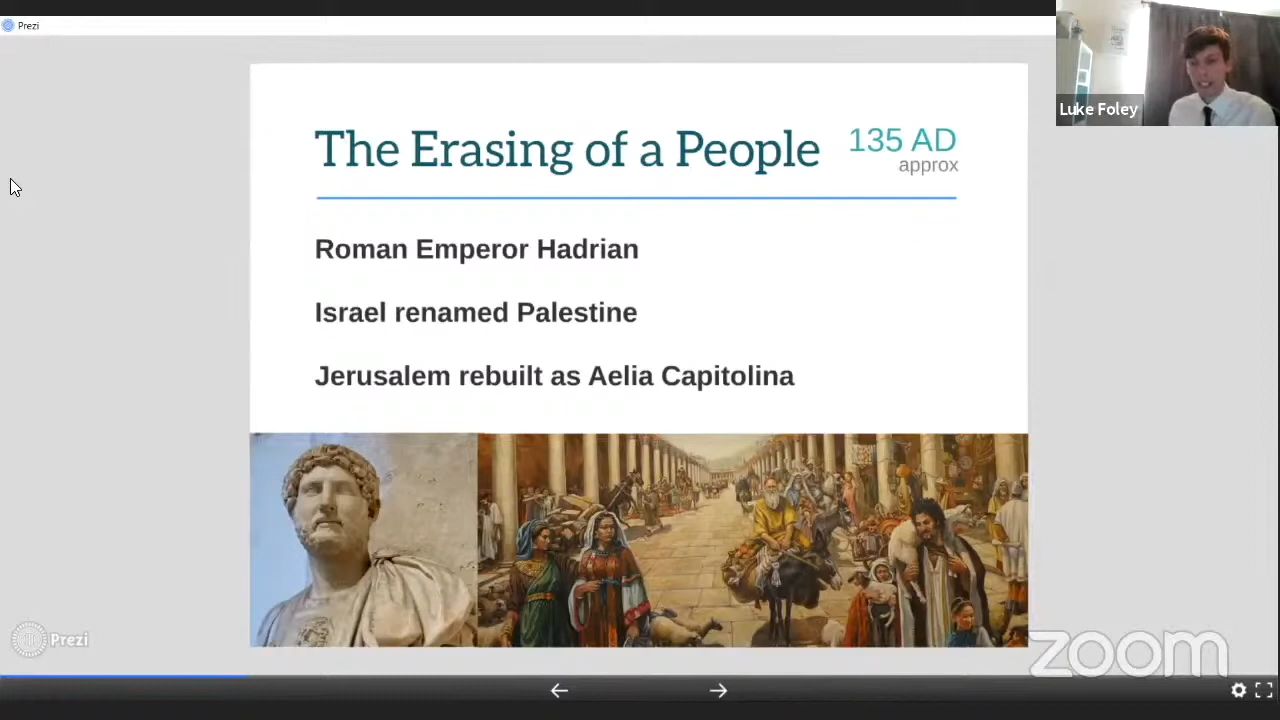 Prezi
Luke Foley
The Erasing of a People
135 AD
approx
Roman Emperor Hadrian
Israel renamed Palestine
Jerusalem rebuilt as Aelia Capitolina
Prezi
zoom